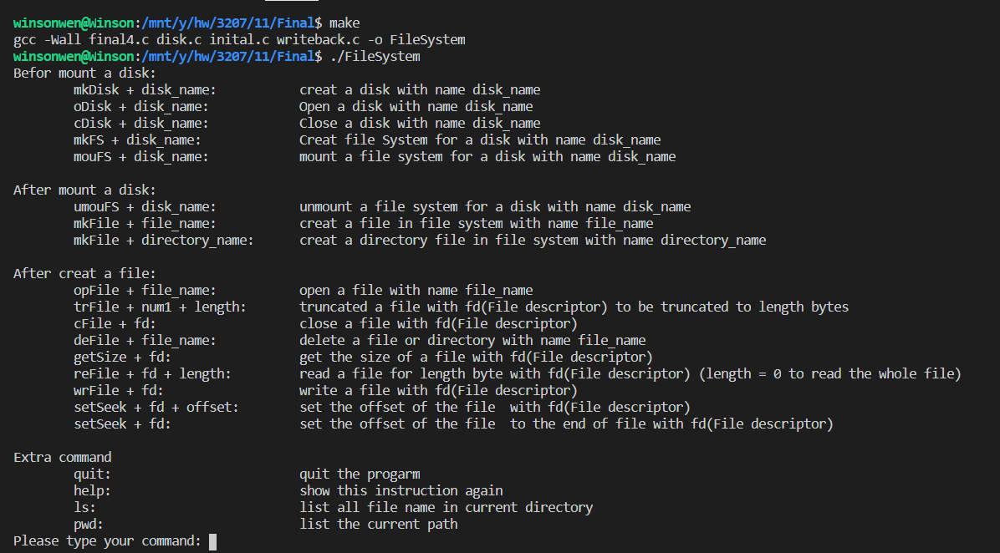 winsonwen@Winson:/mnt/y/hw/3207/11/Final$ make
gcc -Wall final4.c disk.c inital.c writeback.c -o FileSystem
winsonwen@Winson:/mnt/y/hw/3207/11/Final$ ./FileSystem
Befor mount a disk:
mkDisk + disk_name: creat a disk with name disk_name
oDisk + disk_name: Open a disk with name disk_name
cDisk + disk_name: Close a disk with name disk_name
mkFS + disk_name: Creat file System for a disk with name disk_name
mouFS + disk_name: mount a file system for a disk with name disk_name
After mount a disk:
umouFS + disk_name: unmount a file system for a disk with name disk_name
mkFile + file_name: creat a file in file system with name file_name
mkFile + directory_name: creat a directory file in file system with name directory_name
After creat a file:
opFile + file_name: open a file with name file_name
trFile + num1 + length: truncated a file with fd(File descriptor) to be truncated to length bytes
cFile + fd: close a file with fd(File descriptor)
deFile + file_name: delete a file or directory with name file_name
getSize + fd: get the size of a file with fd(File descriptor)
reFile + fd + length: read a file for length byte with fd(File descriptor) (length = 0 to read the whole file)
wrFile + fd: write a file with fd(File descriptor)
setSeek + fd + offset: set the offset of the file  with fd(File descriptor)
setSeek + fd: set the offset of the file  to the end of file with fd(File descriptor)
Extra command
quit: quit the progarm
help: show this instruction again
ls: list all file name in current directory
pwd: list the current path
Please type your command: